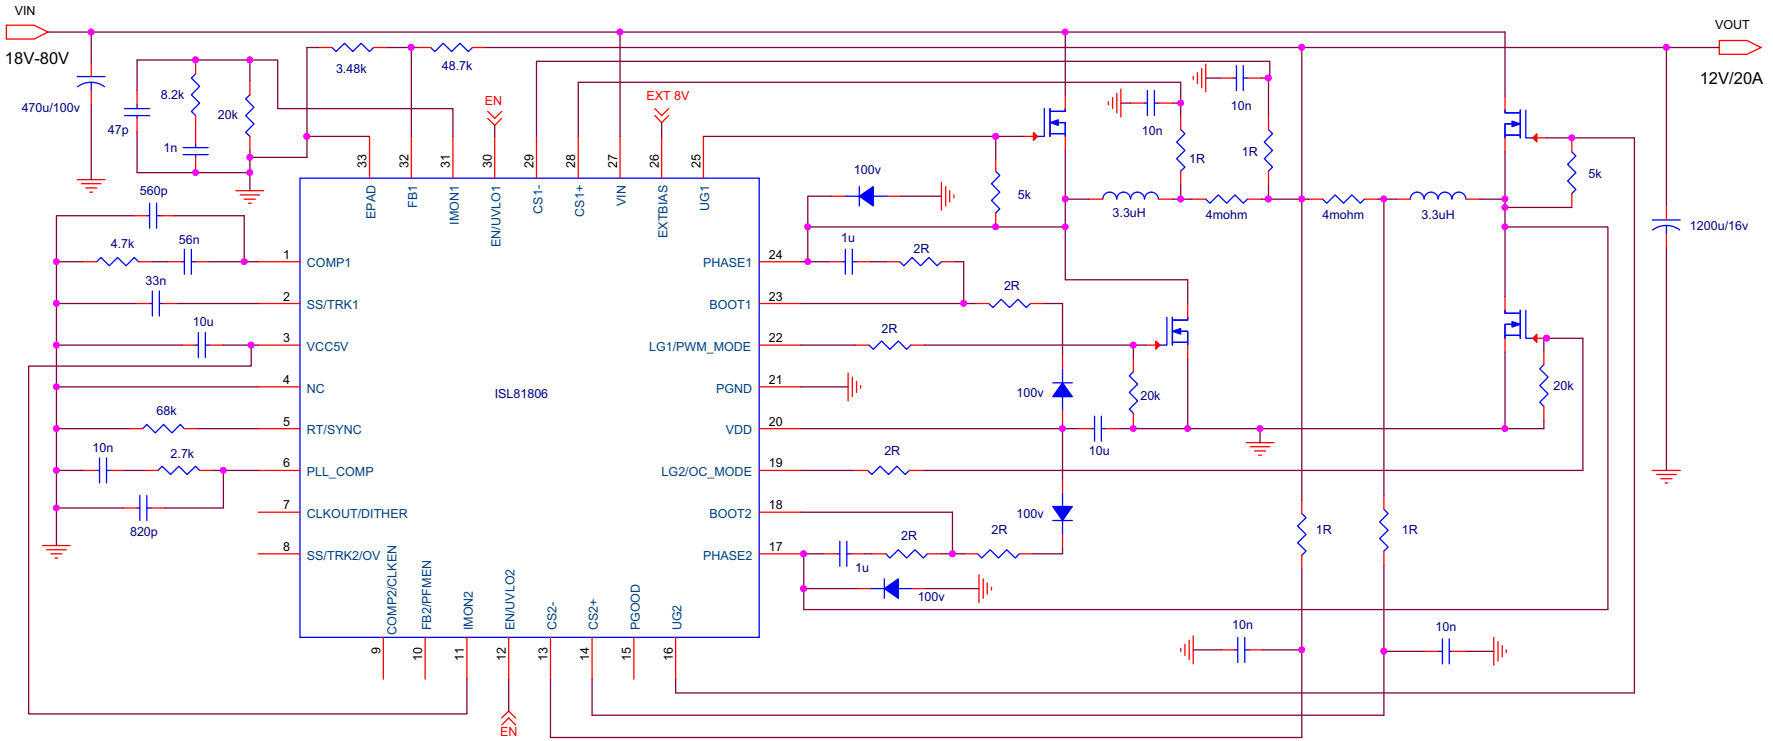 VIN
VOUT
18V-80V
12V/20A
3.48k
48.7k
470u/100v
8.2k
20k
47p
1n
EN
EXT 8V
10n
10n
1R
1R
33
32
31
30
29
28
27
26
25
EPAD
FB1
IMON1
EN/UVLO1
CS1-
CS1+
VIN
EXTBIAS
UG1
100v
5k
5k
3.3uH
4mohm
4mohm
3.3uH
1200u/16v
560p
4.7k
56n
33n
10u
68k
10n
2.7k
820p
1
COMP1
2
SS/TRK1
3
VCC5V
4
NC
5
RT/SYNC
6
PLL_COMP
7
CLKOUT/DITHER
8
SS/TRK2/OV
ISL81806
PHASE1
24
BOOT1
23
LG1/PWM_MODE
22
PGND
21
VDD
20
LG2/OC_MODE
19
BOOT2
18
PHASE2
17
1u
2R
2R
2R
100v
20k
20k
10u
2R
100v
2R
2R
1u
100v
1R
1R
COMP2/CLKEN
FB2/PFMEN
IMON2
EN/UVLO2
CS2-
CS2+
PGOOD
UG2
9
10
11
12
13
14
15
16
10n
10n
EN